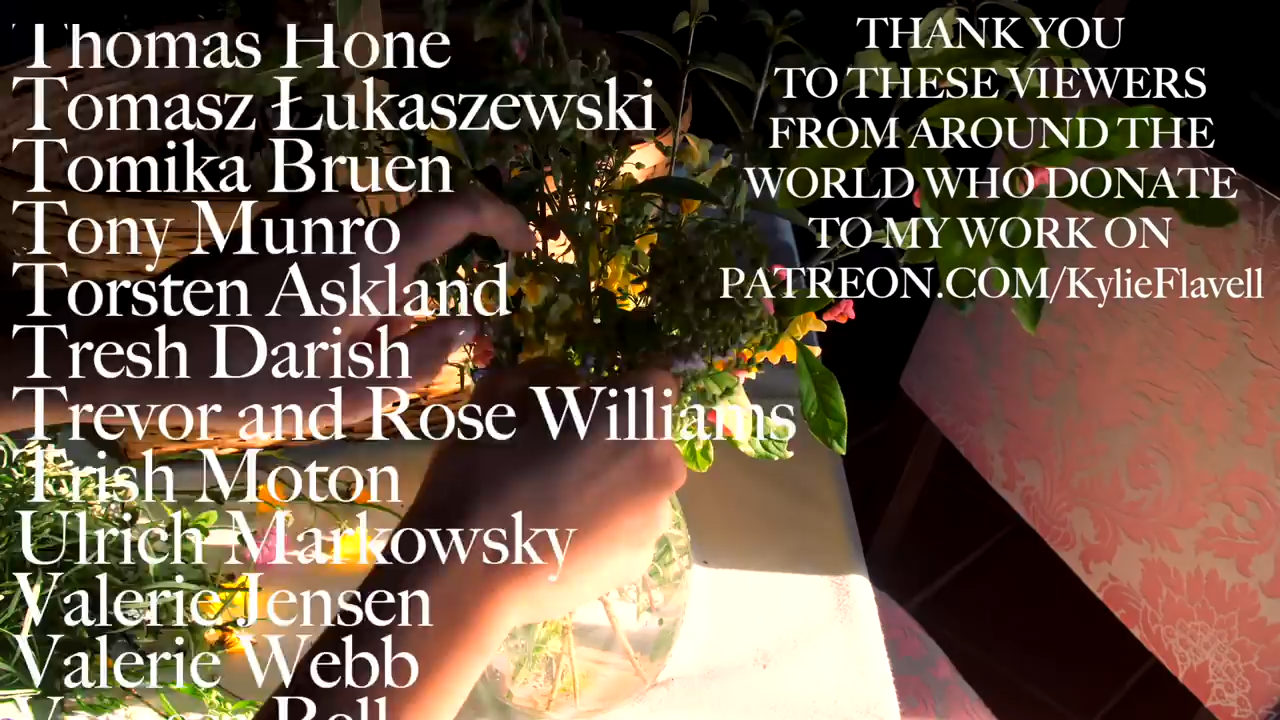 Thomas Hone
Tomasz Łukaszewski
Tomika Bruen
Tony Munro
Torsten Askland
Tresh Darish
Trevor and Rose Williams
Trish Moton
Ulrich Markowsky
Valerie Jensen
Valerie Webb
THANK YOU
TO THESE VIEWERS
FROM AROUND THE
WORLD WHO DONATE
TO MY WORK ON
PATREON.COM/KylieFlavell